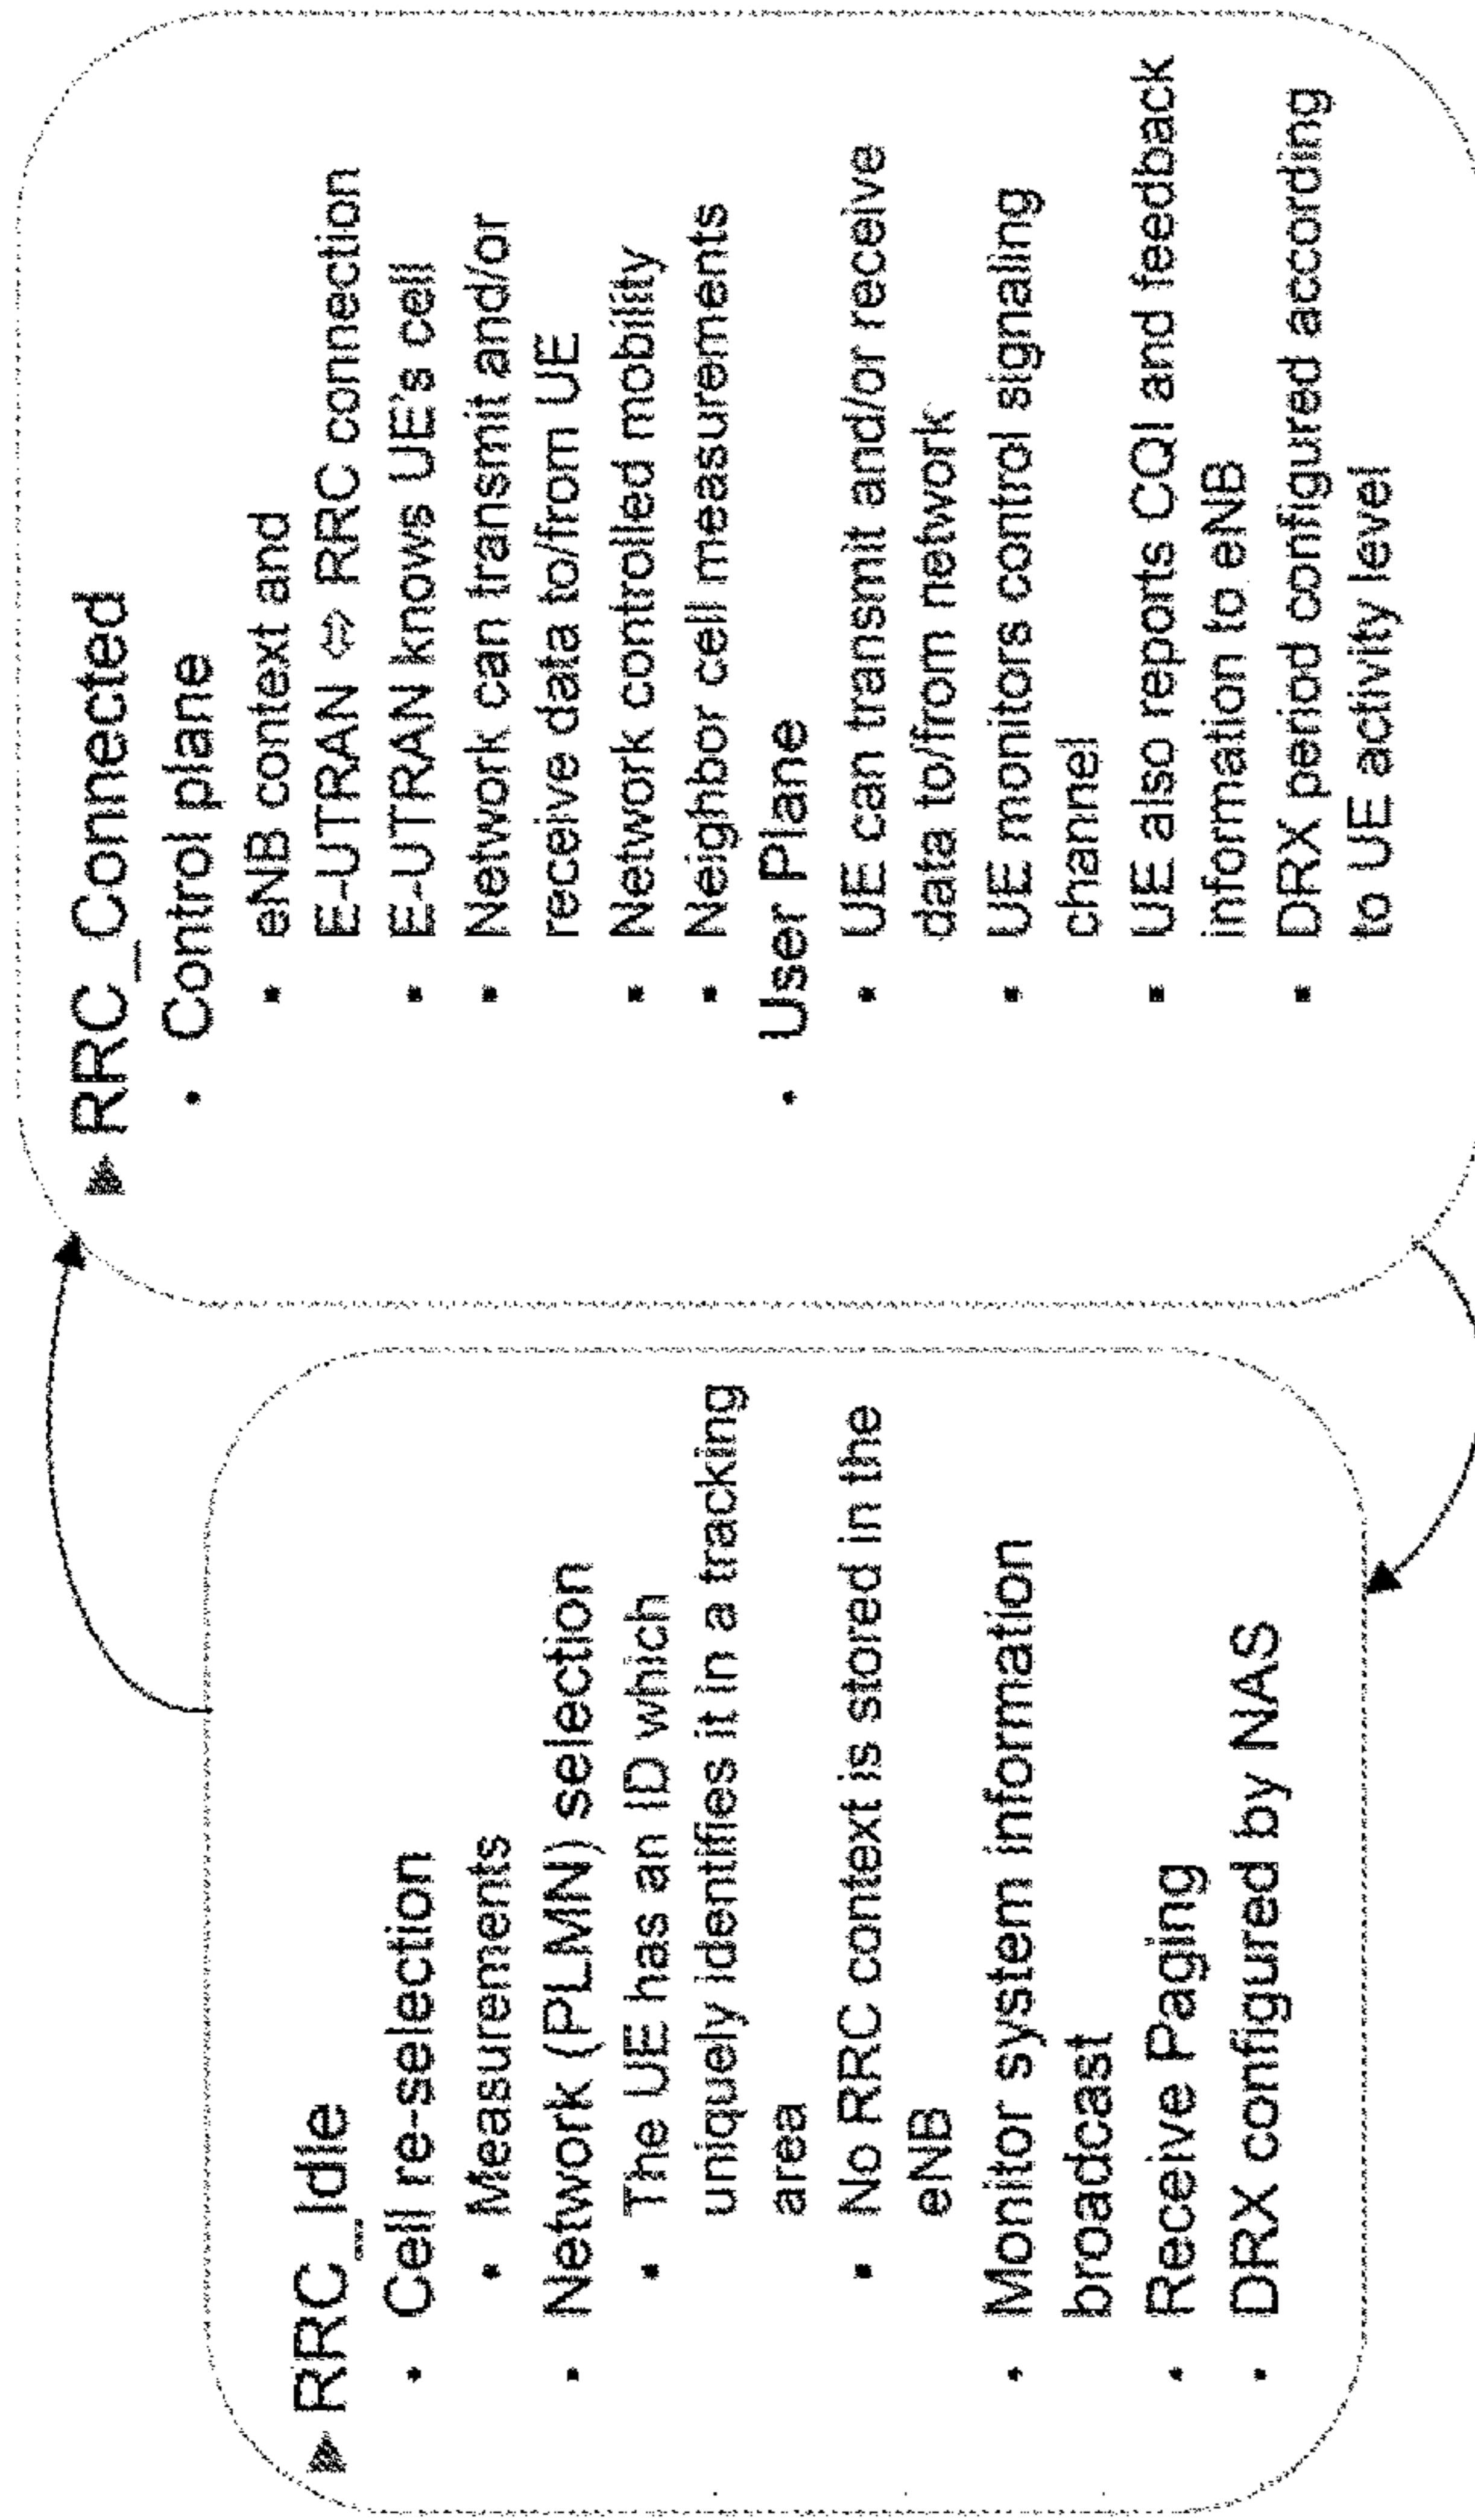 ▶ RRC_Idle
• Cell re-selection
▪ Measurements
• Network (PLMN) selection
▪ The UE has an ID which
uniquely identifies it in a tracking
area
▪ No RRC context is stored in the
eNB
• Monitor system information
broadcast
• Receive Paging
• DRX configured by NAS
▶ RRC_Connected
• Control plane
▪ eNB context and
E-UTRAN ⇔ RRC connection
▪ E-UTRAN knows UE's cell
▪ Network can transmit and/or
receive data to/from UE
▪ Network controlled mobility
▪ Neighbor cell measurements
• User Plane
▪ UE can transmit and/or receive
data to/from network
▪ UE monitors control signaling
channel
▪ UE also reports CQI and feedback
information to eNB
▪ DRX period configured according
to UE activity level